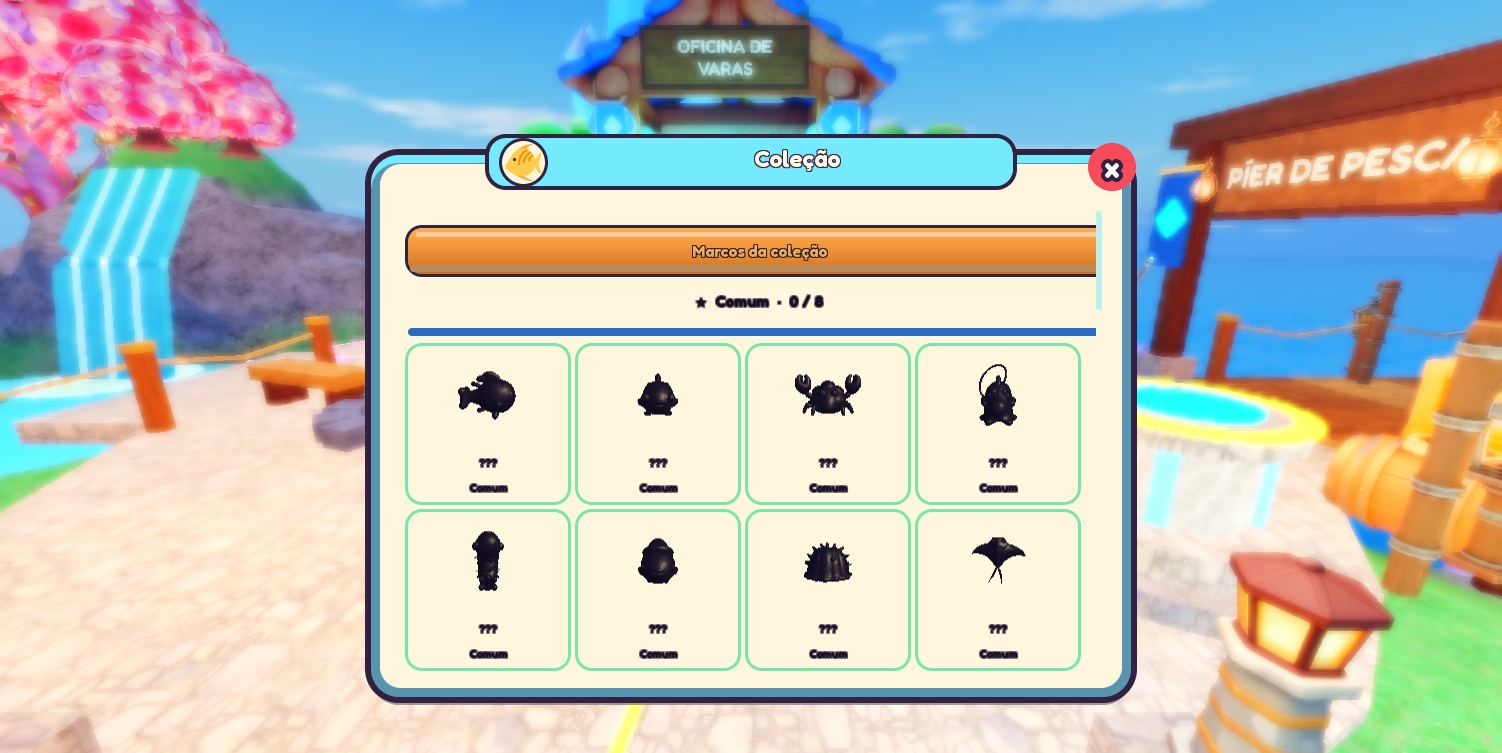 OFICINA DE
VARAS
PÍER DE PESCA
Coleção
Marcos da coleção
★ Comum · 0 / 8
??? ??? ??? ???
Comum Comum Comum Comum
??? ??? ??? ???
Comum Comum Comum Comum